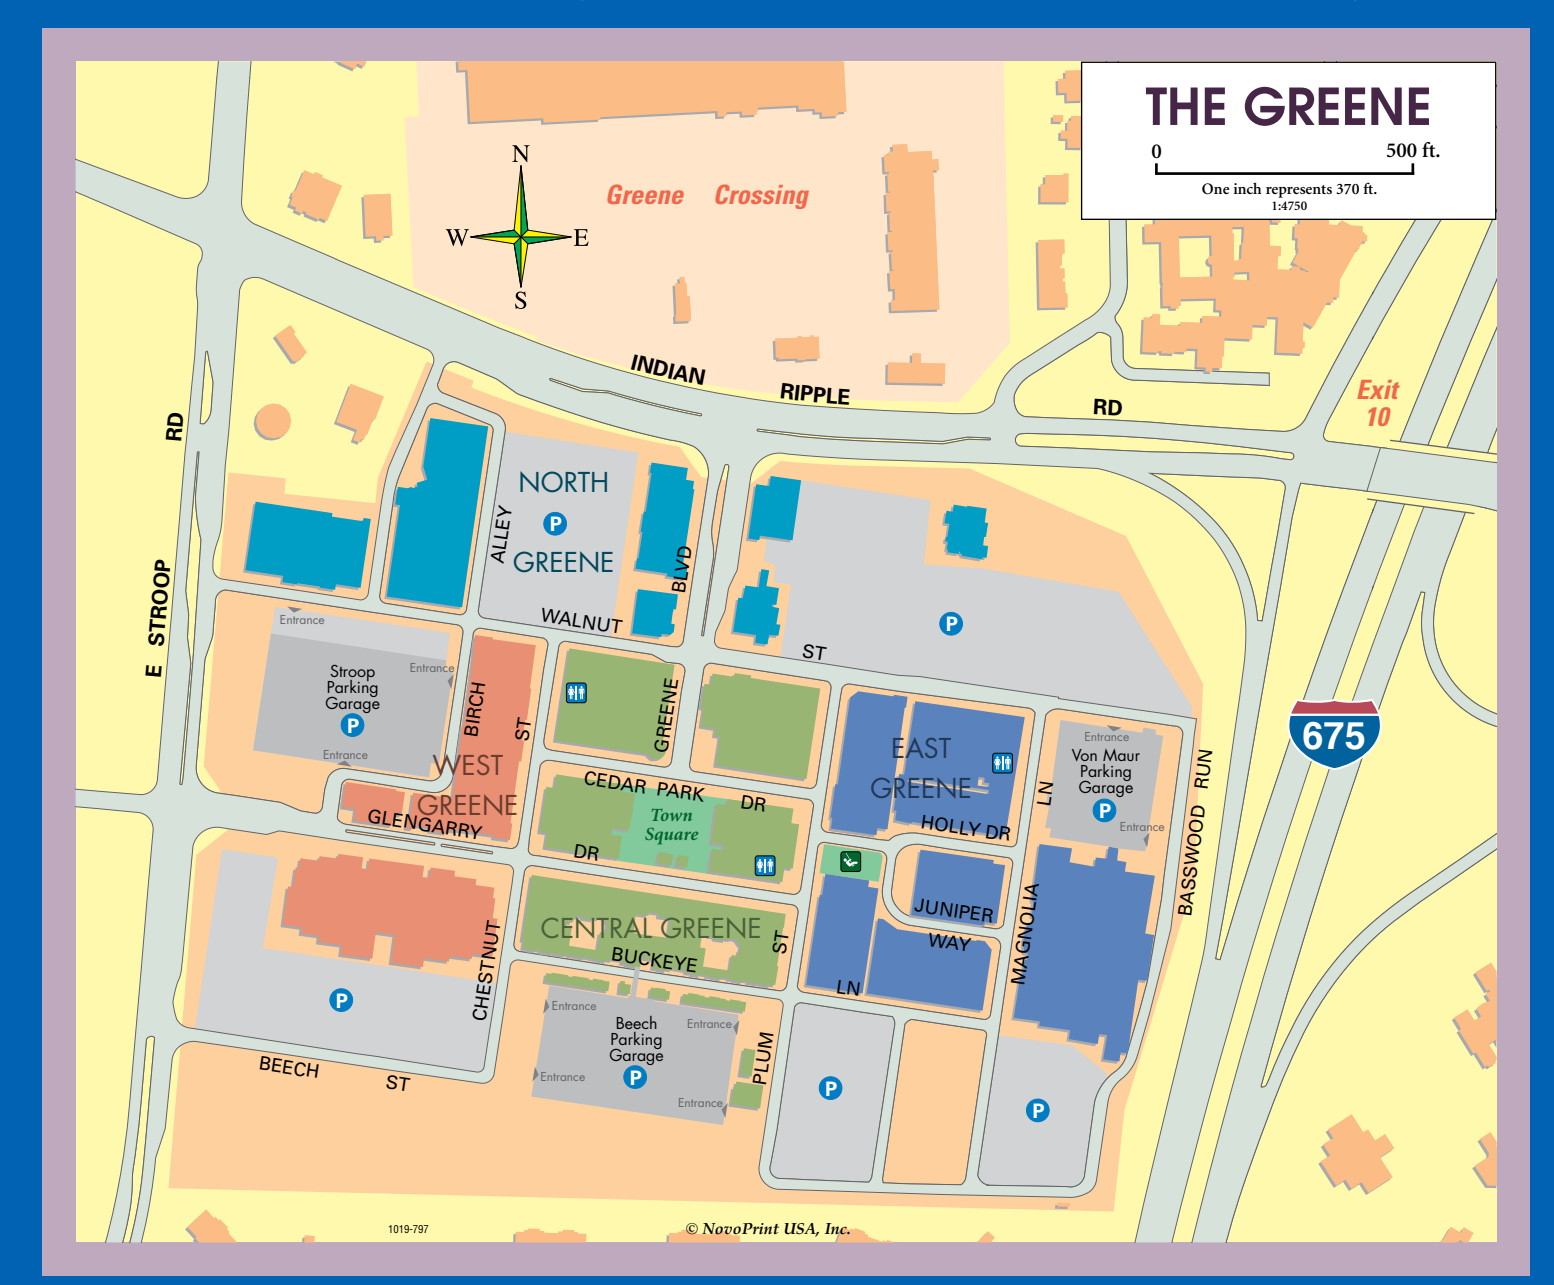 THE GREENE
0 500 ft.
One inch represents 370 ft.
1:4750
N
W E
S
Greene Crossing
INDIAN RIPPLE RD
Exit
10
RD
E STROOP
NORTH
P
GREENE
ALLEY
BLVD
WALNUT
ST
P
Entrance
Stroop
Parking
Garage
P
Entrance
Entrance
BIRCH
ST
GREENE
WEST
GREENE
GLENGARRY
CEDAR PARK DR
Town
Square
DR
EAST
GREENE
HOLLY DR
LN
Entrance
Von Maur
Parking
Garage
P
Entrance
BASSWOOD RUN
675
JUNIPER
WAY
MAGNOLIA
LN
CENTRAL GREENE
BUCKEYE
ST
CHESTNUT
P
BEECH ST
Entrance
Beech
Parking
Garage
P
Entrance
Entrance
Entrance
PLUM
P
P
1019-797
© NovoPrint USA, Inc.